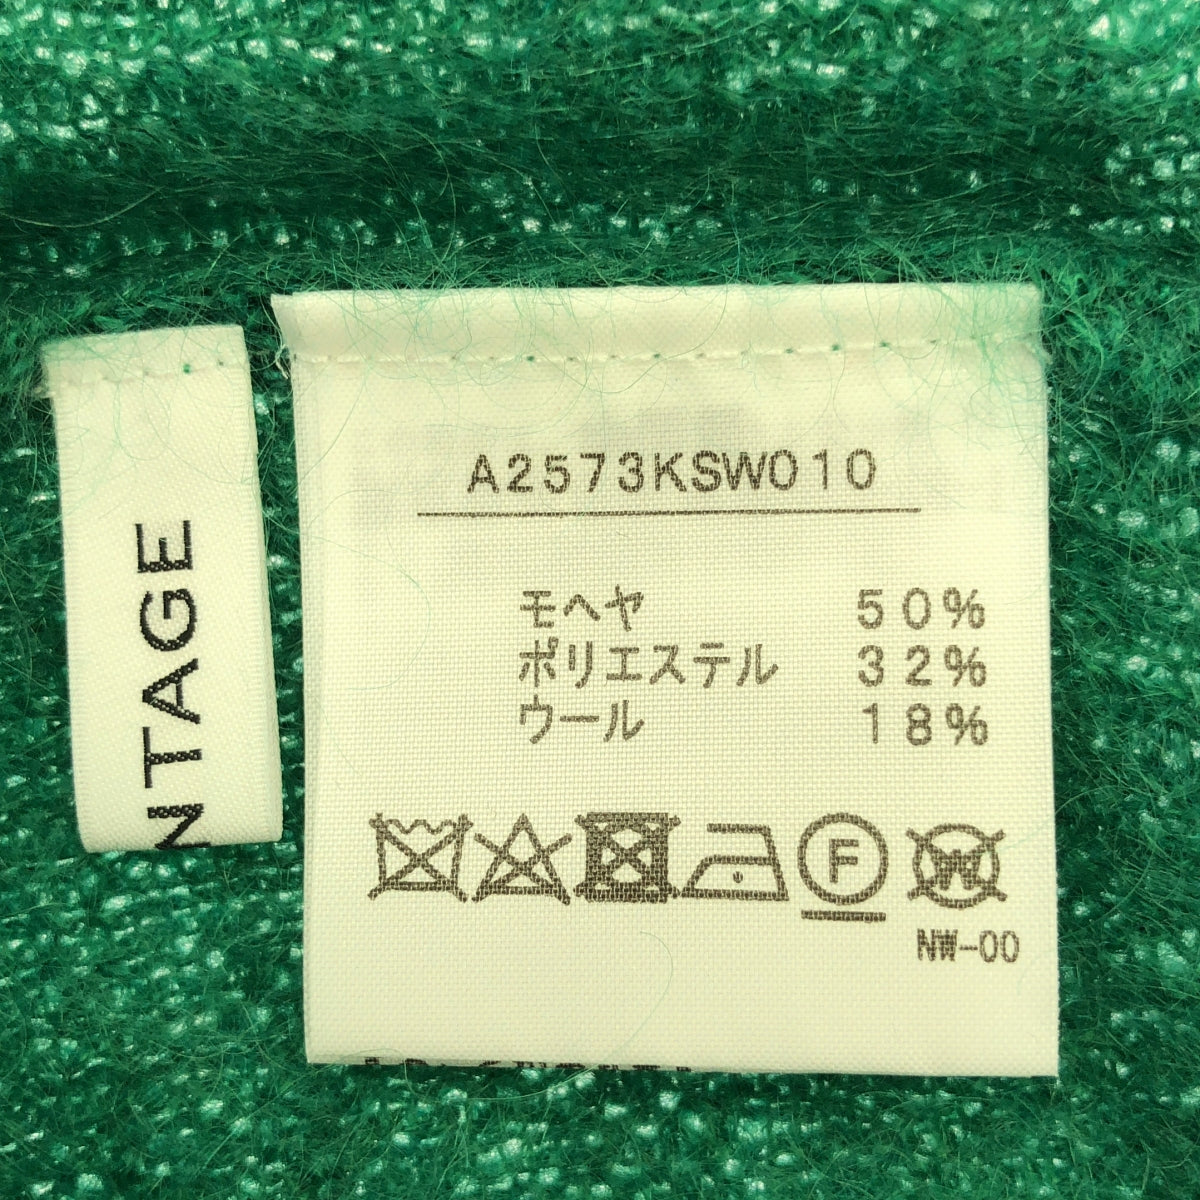 NTAGE
A2573KSW010
モヘヤ 50%
ポリエステル 32%
ウール 18%
F W
NW-00